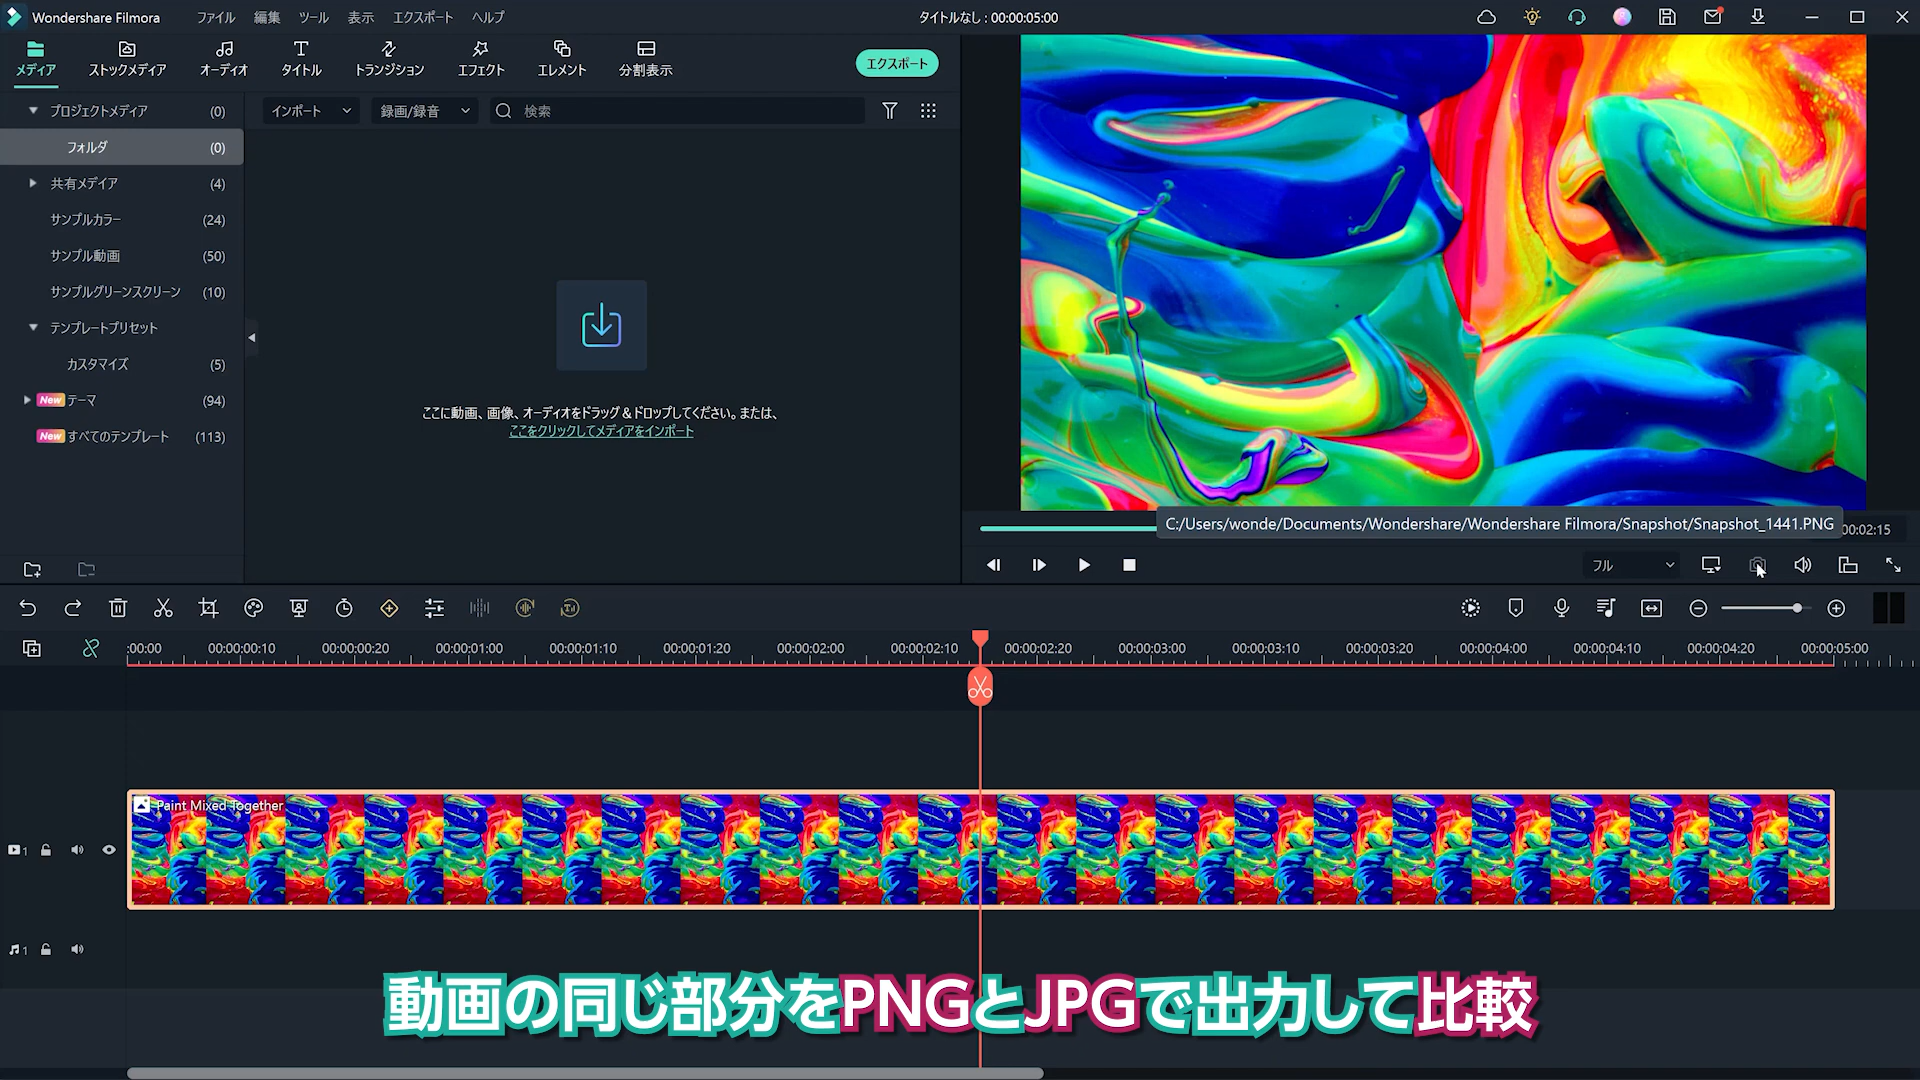 Wondershare Filmora
ファイル 編集 ツール 表示 エクスポート ヘルプ
タイトルなし : 00:00:05:00
メディア ストックメディア オーディオ タイトル トランジション エフェクト エレメント 分割表示
エクスポート
プロジェクトメディア (0)
フォルダ (0)
共有メデイア (4)
サンプルカラー (24)
サンプル動画 (50)
サンプルグリーンスクリーン (10)
テンプレートプリセット
カスタマイズ (5)
New テーマ (94)
New すべてのテンプレート (113)
インポート 録画/録音 検索
ここに動画、画像、オーディオをドラッグ＆ドロップしてください。または、
ここをクリックしてメディアをインポート
C:/Users/wonde/Documents/Wondershare/Wondershare Filmora/Snapshot/Snapshot_1441.PNG
00:02:15
フル
:00:00 00:00:00:10 00:00:00:20 00:00:01:00 00:00:01:10 00:00:01:20 00:00:02:00 00:00:02:10 00:00:02:20 00:00:03:00 00:00:03:10 00:00:03:20 00:00:04:00 00:00:04:10 00:00:04:20 00:00:05:00
Paint Mixed Together
1
1
動画の同じ部分をPNGとJPGで出力して比較